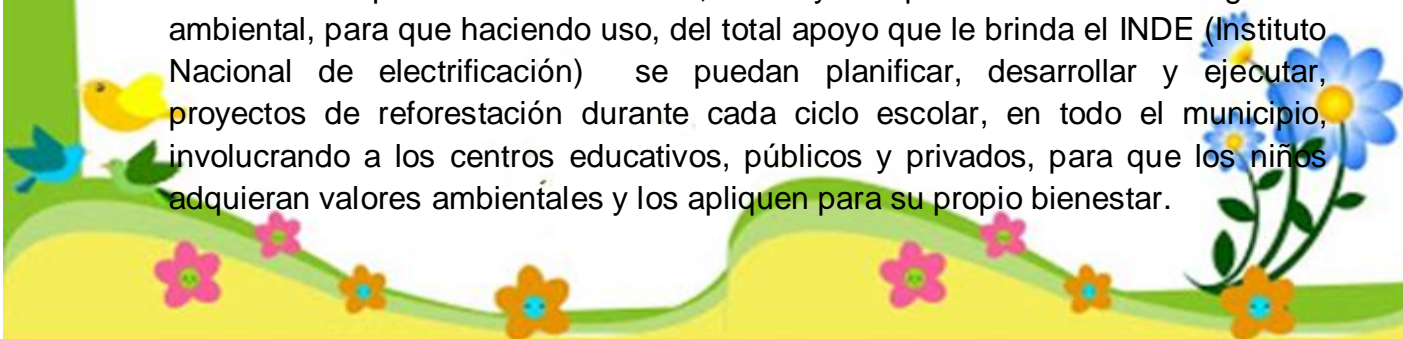 ambiental, para que haciendo uso, del total apoyo que le brinda el INDE (Instituto
Nacional de electrificación) se puedan planificar, desarrollar y ejecutar,
proyectos de reforestación durante cada ciclo escolar, en todo el municipio,
involucrando a los centros educativos, públicos y privados, para que los niños
adquieran valores ambientales y los apliquen para su propio bienestar.